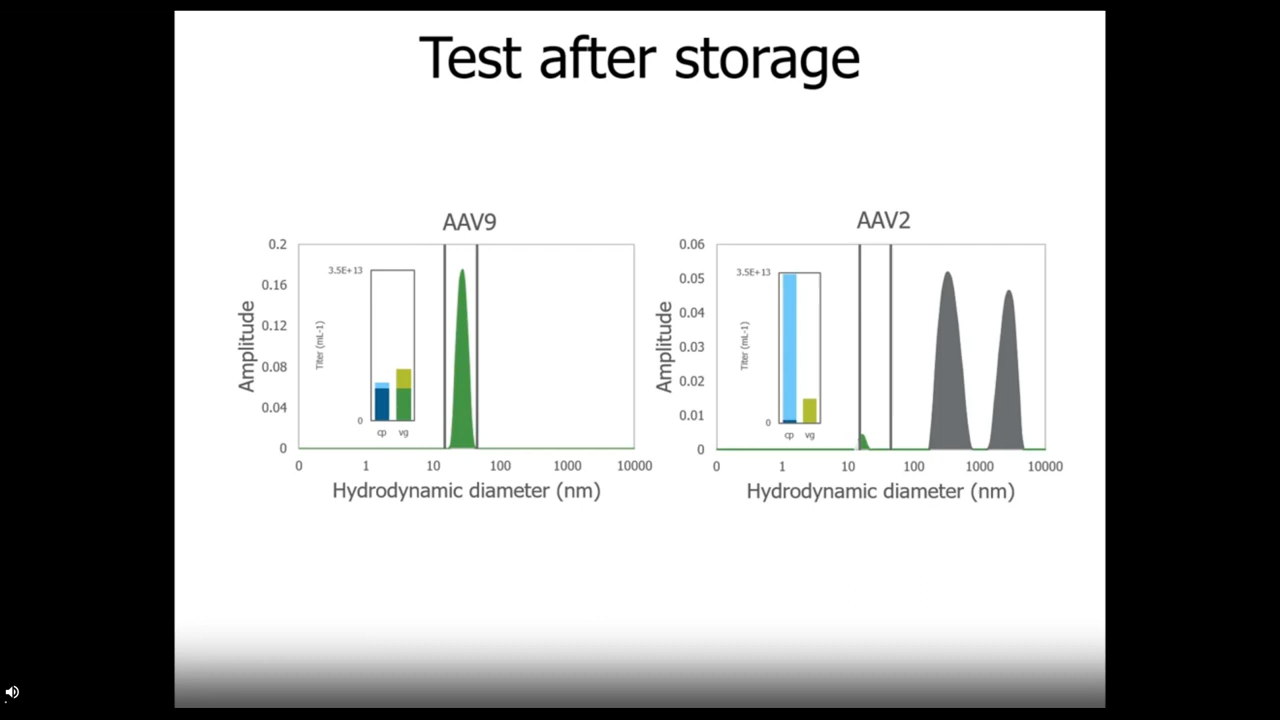 Test after storage
AAV9
0.2
0.16
0.12
0.08
0.04
0
Amplitude
3.5E+13
0
Titer (mL-1)
cp vg
0 1 10 100 1000 10000
Hydrodynamic diameter (nm)
AAV2
0.06
0.05
0.04
0.03
0.02
0.01
0
Amplitude
3.5E+13
0
Titer (mL-1)
cp vg
0 1 10 100 1000 10000
Hydrodynamic diameter (nm)